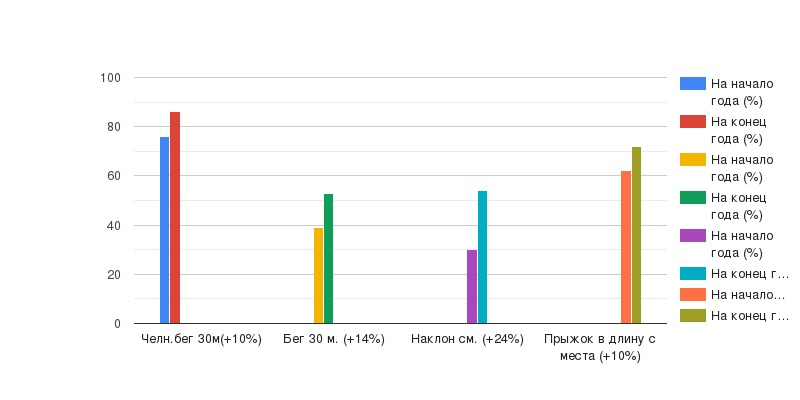 100
80
60
40
20
0
Челн.бег 30м(+10%)
Бег 30 м. (+14%)
Наклон см. (+24%)
Прыжок в длину с
места (+10%)
На начало
года (%)
На конец
года (%)
На начало
года (%)
На конец
года (%)
На начало
года (%)
На конец г…
На начало…
На конец г…